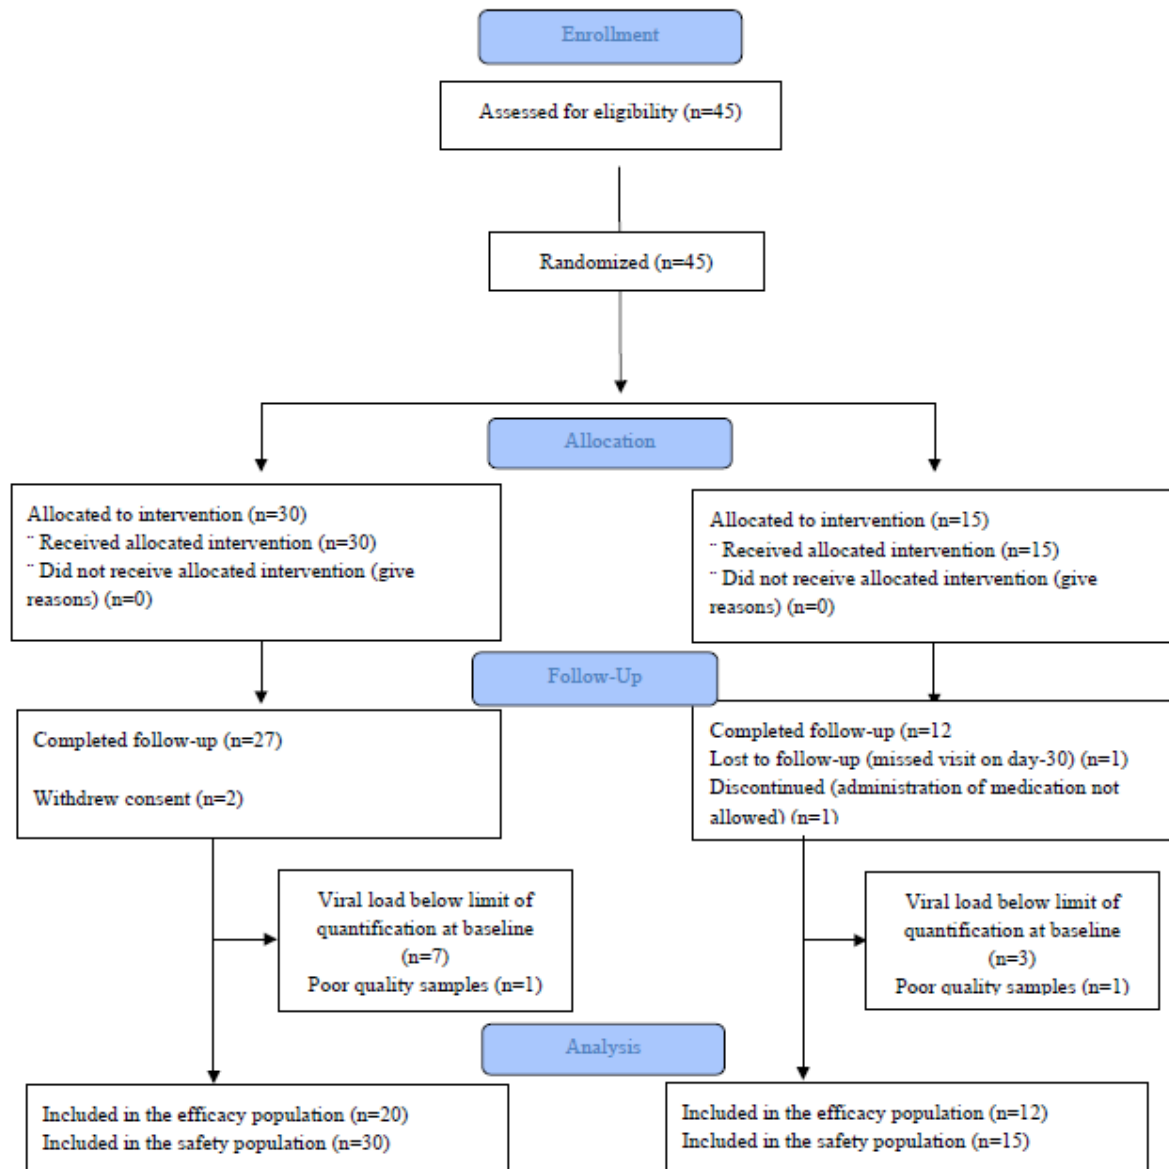 Enrollment
Assessed for eligibility (n=45)
Randomized (n=45)
Allocation
Allocated to intervention (n=30)
¨ Received allocated intervention (n=30)
¨ Did not receive allocated intervention (give
reasons) (n=0)
Allocated to intervention (n=15)
¨ Received allocated intervention (n=15)
¨ Did not receive allocated intervention (give
reasons) (n=0)
Follow-Up
Completed follow-up (n=27)
Withdrew consent (n=2)
Completed follow-up (n=12
Lost to follow-up (missed visit on day-30) (n=1)
Discontinued (administration of medication not
allowed) (n=1)
Viral load below limit of
quantification at baseline
(n=7)
Poor quality samples (n=1)
Viral load below limit of
quantification at baseline
(n=3)
Poor quality samples (n=1)
Analysis
Included in the efficacy population (n=20)
Included in the safety population (n=30)
Included in the efficacy population (n=12)
Included in the safety population (n=15)